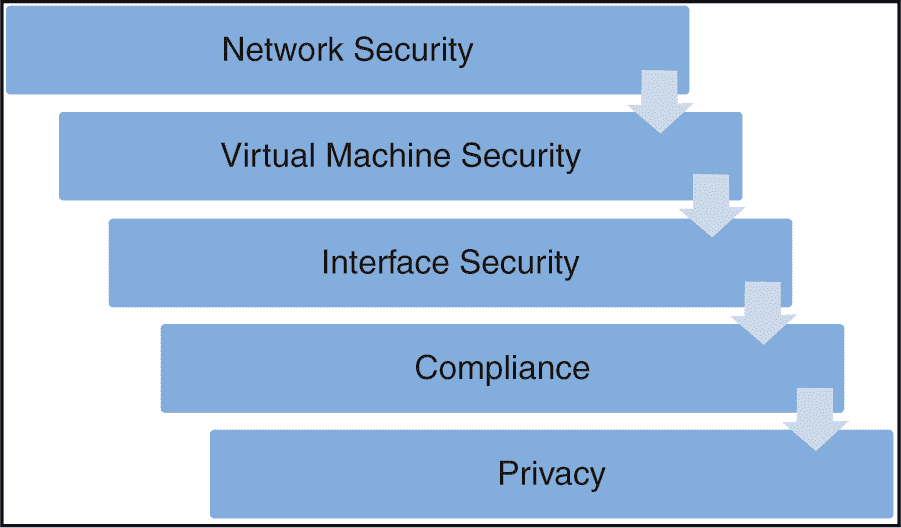 Network Security
Virtual Machine Security
Interface Security
Compliance
Privacy